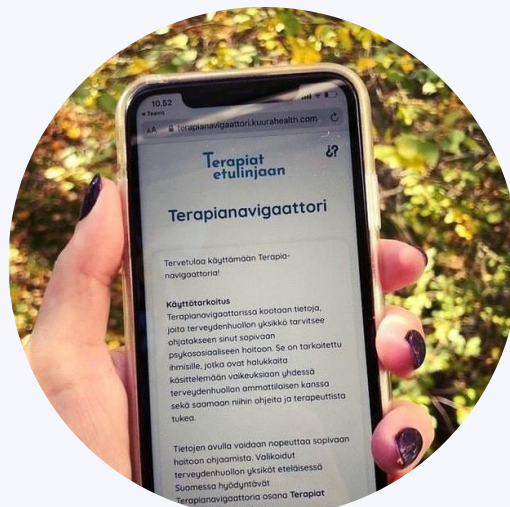 10.52
◀ Teams
AA terapianavigaattori.kuurahealth.com
Terapiat
etulinjaan
Terapianavigaattori
Tervetuloa käyttämään Terapia-
navigaattoria!
Käyttötarkoitus
Terapianavigaattorissa kootaan tietoja,
joita terveydenhuollon yksikkö tarvitsee
ohjatakseen sinut sopivaan
psykososiaaliseen hoitoon. Se on tarkoitettu
ihmisille, jotka ovat halukkaita
käsittelemään vaikeuksiaan yhdessä
terveydenhuollon ammattilaisen kanssa
sekä saamaan niihin ohjeita ja terapeuttista
tukea.
Tietojen avulla voidaan nopeuttaa sopivaan
hoitoon ohjaamista. Valikoidut
terveydenhuollon yksiköt eteläisessä
Suomessa hyödyntävät
Terapianavigaattoria osana Terapiat